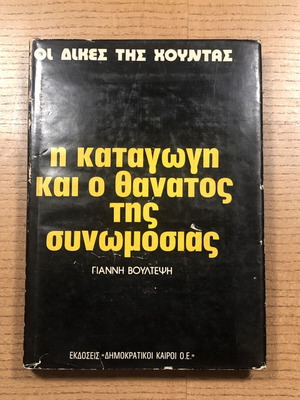 ΟΙ ΔΙΚΕΣ ΤΗΣ ΧΟΥΝΤΑΣ
η καταγωγη
και ο θανατος
της
συνωμοσιας
ΓΙΑΝΝΗ ΒΟΥΛΤΕΨΗ
ΕΚΔΟΣΕΙΣ «ΔΗΜΟΚΡΑΤΙΚΟΙ ΚΑΙΡΟΙ Ο.Ε.»